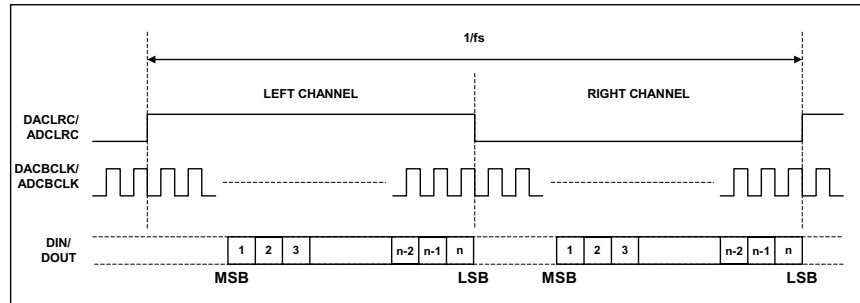 1/fs
LEFT CHANNEL
RIGHT CHANNEL
DACLRC/
ADCLRC
DACBCLK/
ADCBCLK
DIN/
DOUT
1 2 3 n-2 n-1 n 1 2 3 n-2 n-1 n
MSB LSB MSB LSB